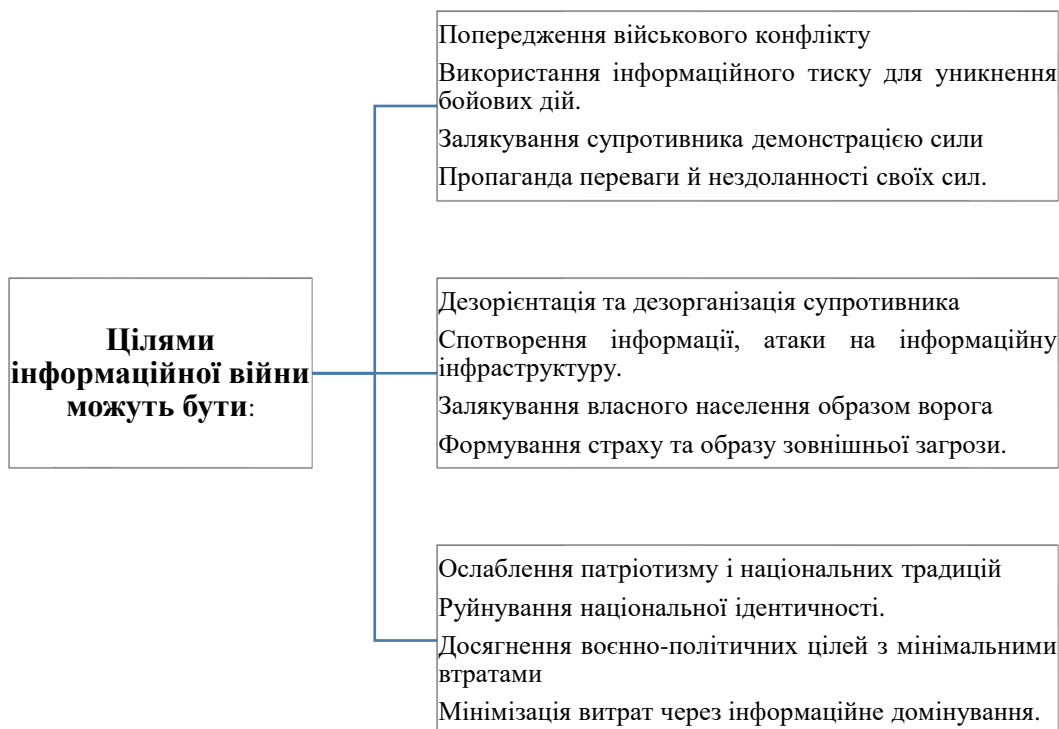 Попередження військового конфлікту
Використання інформаційного тиску для уникнення
бойових дій.
Залякування супротивника демонстрацією сили
Пропаганда переваги й нездоланності своїх сил.
Цілями
інформаційної війни
можуть бути:
Дезорієнтація та дезорганізація супротивника
Спотворення інформації, атаки на інформаційну
інфраструктуру.
Залякування власного населення образом ворога
Формування страху та образу зовнішньої загрози.
Ослаблення патріотизму і національних традицій
Руйнування національної ідентичності.
Досягнення воєнно-політичних цілей з мінімальними
втратами
Мінімізація витрат через інформаційне домінування.